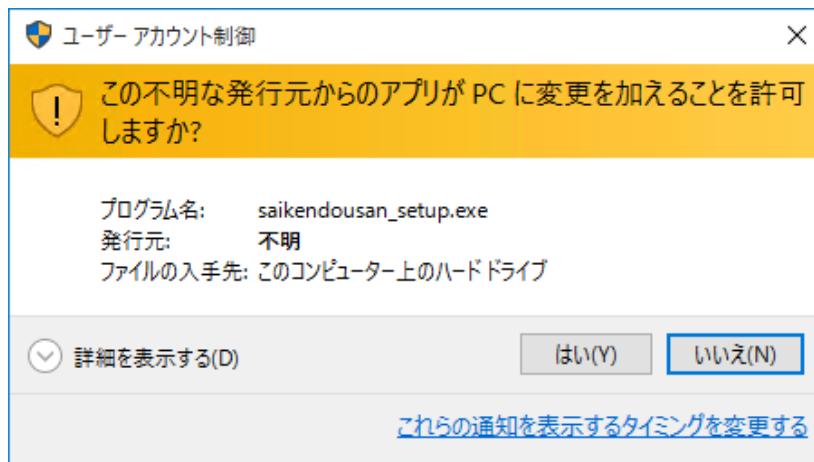 ユーザー アカウント制御
この不明な発行元からのアプリが PC に変更を加えることを許可
しますか?
プログラム名: saikendousan_setup.exe
発行元: 不明
ファイルの入手先: このコンピューター上のハード ドライブ
詳細を表示する(D)
はい(Y)
いいえ(N)
これらの通知を表示するタイミングを変更する